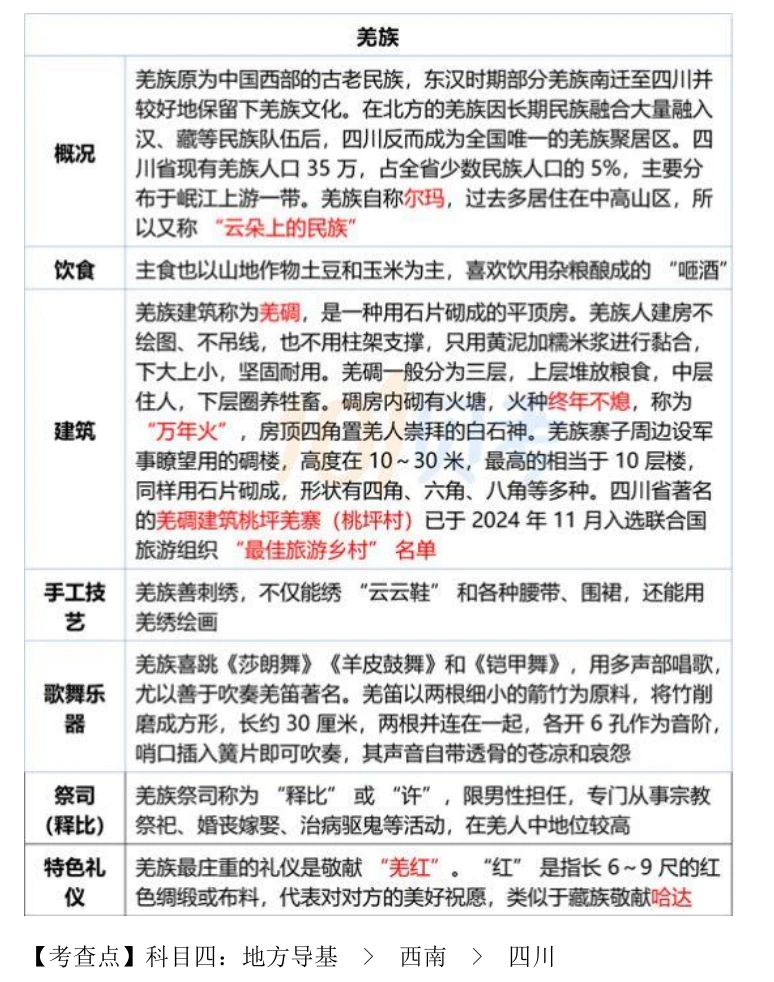 羌族
概况
羌族原为中国西部的古老民族，东汉时期部分羌族南迁至四川并
较好地保留下羌族文化。在北方的羌族因长期民族融合大量融入
汉、藏等民族队伍后，四川反而成为全国唯一的羌族聚居区。四
川省现有羌族人口 35 万，占全省少数民族人口的 5%，主要分
布于岷江上游一带。羌族自称尔玛，过去多居住在中高山区，所
以又称 “云朵上的民族”
饮食
主食也以山地作物土豆和玉米为主，喜欢饮用杂粮酿成的 “咂酒”
建筑
羌族建筑称为羌碉，是一种用石片砌成的平顶房。羌族人建房不
绘图、不吊线，也不用柱架支撑，只用黄泥加糯米浆进行黏合，
下大上小，坚固耐用。羌碉一般分为三层，上层堆放粮食，中层
住人，下层圈养牲畜。碉房内砌有火塘，火种终年不熄，称为
“万年火”，房顶四角置羌人崇拜的白石神。羌族寨子周边设军
事瞭望用的碉楼，高度在 10～30 米，最高的相当于 10 层楼，
同样用石片砌成，形状有四角、六角、八角等多种。四川省著名
的羌碉建筑桃坪羌寨（桃坪村）已于 2024 年 11 月入选联合国
旅游组织 “最佳旅游乡村” 名单
手工技
艺
羌族善刺绣，不仅能绣 “云云鞋” 和各种腰带、围裙，还能用
羌绣绘画
歌舞乐
器
羌族喜跳《莎朗舞》《羊皮鼓舞》和《铠甲舞》，用多声部唱歌，
尤以善于吹奏羌笛著名。羌笛以两根细小的箭竹为原料，将竹削
磨成方形，长约 30 厘米，两根并连在一起，各开 6 孔作为音阶，
哨口插入簧片即可吹奏，其声音自带透骨的苍凉和哀怨
祭司
（释比）
羌族祭司称为 “释比” 或 “许”，限男性担任，专门从事宗教
祭祀、婚丧嫁娶、治病驱鬼等活动，在羌人中地位较高
特色礼
仪
羌族最庄重的礼仪是敬献 “羌红”。“红” 是指长 6～9 尺的红
色绸缎或布料，代表对对方的美好祝愿，类似于藏族敬献哈达
【考查点】科目四：地方导基 > 西南 > 四川